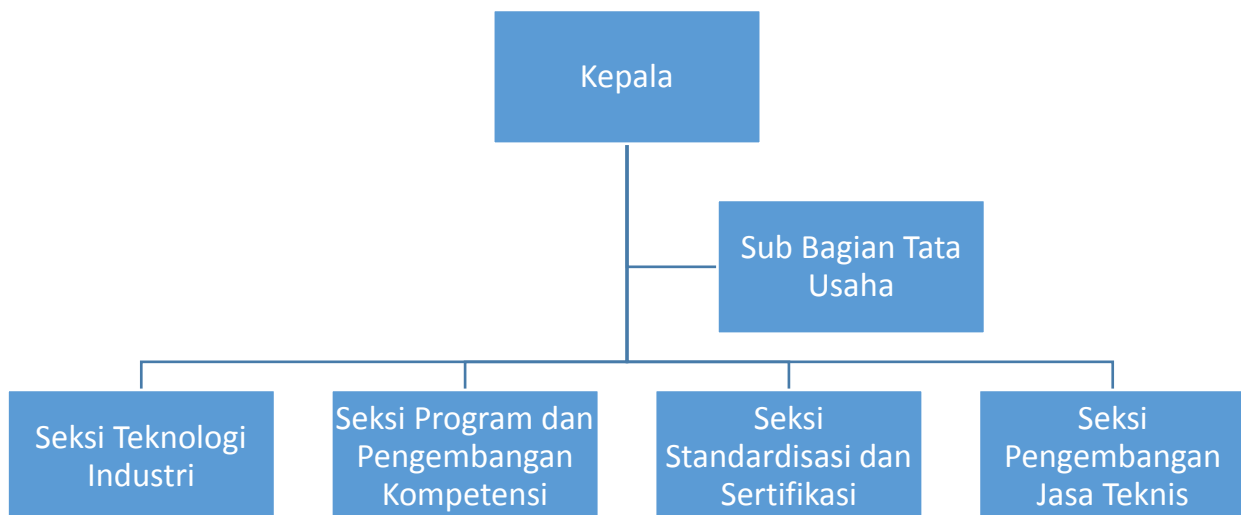 Kepala
Sub Bagian Tata
Usaha
Seksi Teknologi
Industri
Seksi Program dan
Pengembangan
Kompetensi
Seksi
Standardisasi dan
Sertifikasi
Seksi
Pengembangan
Jasa Teknis